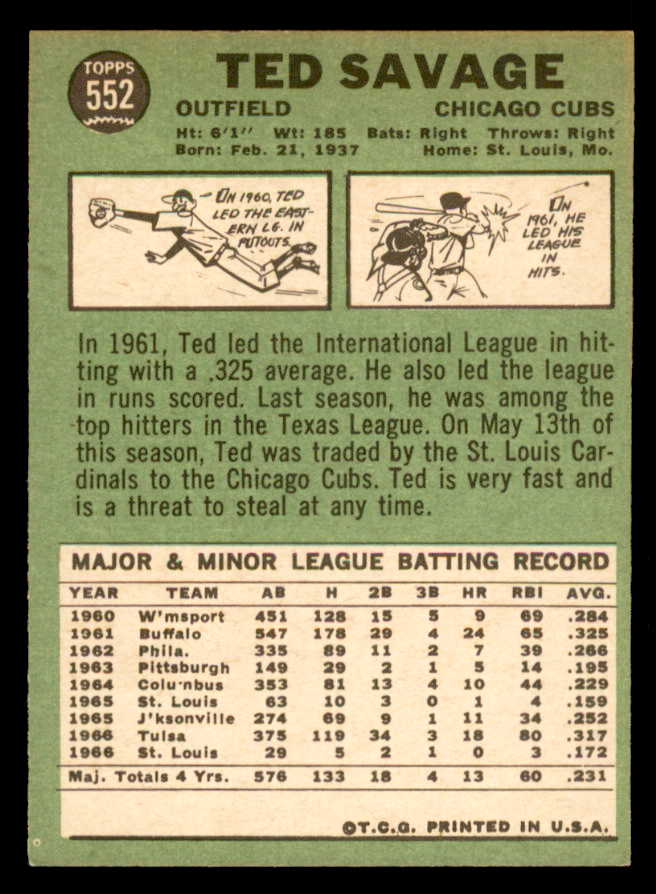 TOPPS
552
TED SAVAGE
OUTFIELD CHICAGO CUBS
Ht: 6'1" Wt: 185 Bats: Right Throws: Right
Born: Feb. 21, 1937 Home: St. Louis, Mo.
IN 1960, TED
LED THE EAST-
ERN LG. IN
PUTOUTS.
IN
1961, HE
LED HIS
LEAGUE
IN
HITS.
In 1961, Ted led the International League in hit-
ting with a .325 average. He also led the league
in runs scored. Last season, he was among the
top hitters in the Texas League. On May 13th of
this season, Ted was traded by the St. Louis Car-
dinals to the Chicago Cubs. Ted is very fast and
is a threat to steal at any time.
MAJOR & MINOR LEAGUE BATTING RECORD
YEAR TEAM AB H 2B 3B HR RBI AVG.
1960 W'msport 451 128 15 5 9 69 .284
1961 Buffalo 547 178 29 4 24 65 .325
1962 Phila. 335 89 11 2 7 39 .266
1963 Pittsburgh 149 29 2 1 5 14 .195
1964 Columbus 353 81 13 4 10 44 .229
1965 St. Louis 63 10 3 0 1 4 .159
1965 J'ksonville 274 69 9 1 11 34 .252
1966 Tulsa 375 119 34 3 18 80 .317
1966 St. Louis 29 5 2 1 0 3 .172
Maj. Totals 4 Yrs. 576 133 18 4 13 60 .231
©T.C.G. PRINTED IN U.S.A.